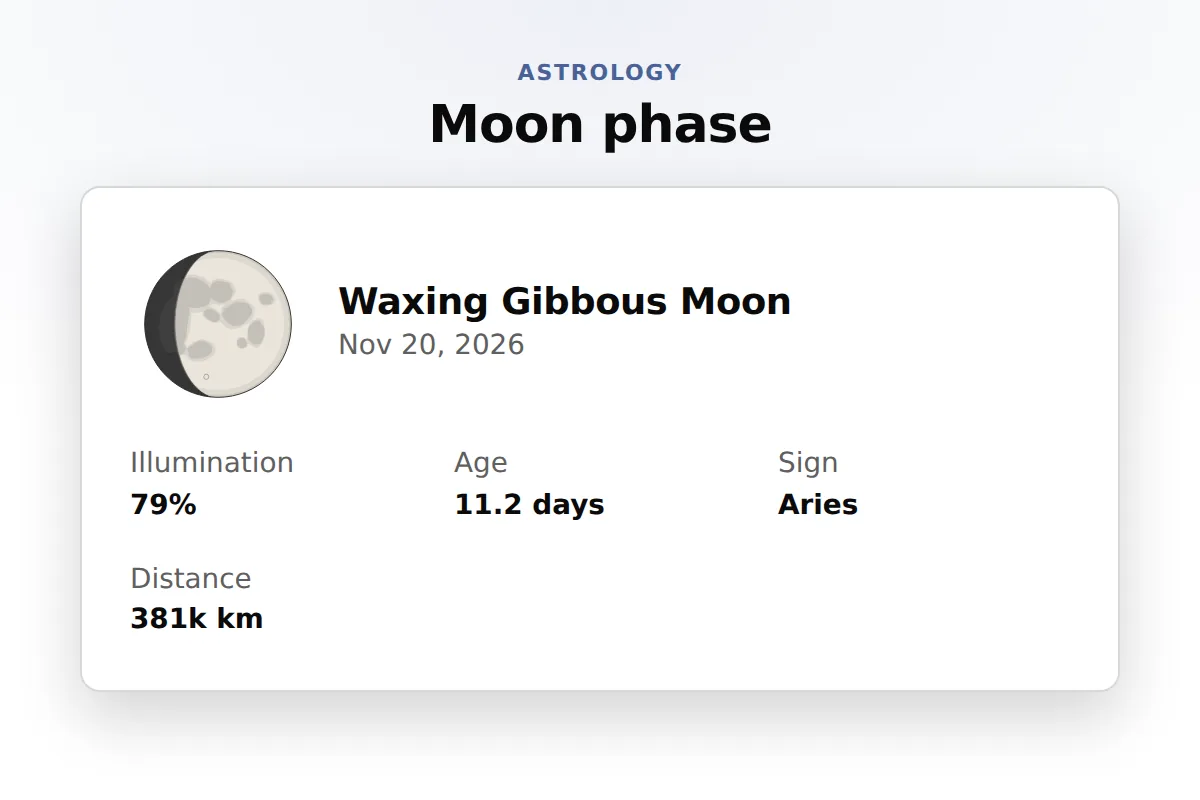 ASTROLOGY
Moon phase
Waxing Gibbous Moon
Nov 20, 2026
Illumination
79%
Age
11.2 days
Sign
Aries
Distance
381k km